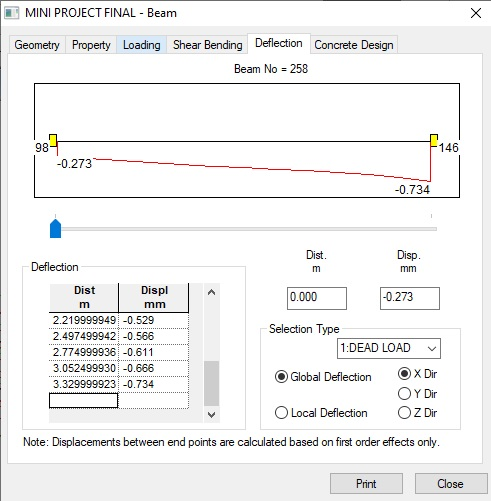 MINI PROJECT FINAL - Beam
Geometry Property Loading Shear Bending Deflection Concrete Design
Beam No = 258
98 146
-0.273
-0.734
Dist. Disp.
m mm
0.000 -0.273
Deflection
Dist Displ
m mm
2.219999949 -0.529
2.497499942 -0.566
2.774999936 -0.611
3.052499930 -0.666
3.329999923 -0.734
Selection Type
1:DEAD LOAD
Global Deflection X Dir
Y Dir
Local Deflection Z Dir
Note: Displacements between end points are calculated based on first order effects only.
Print Close